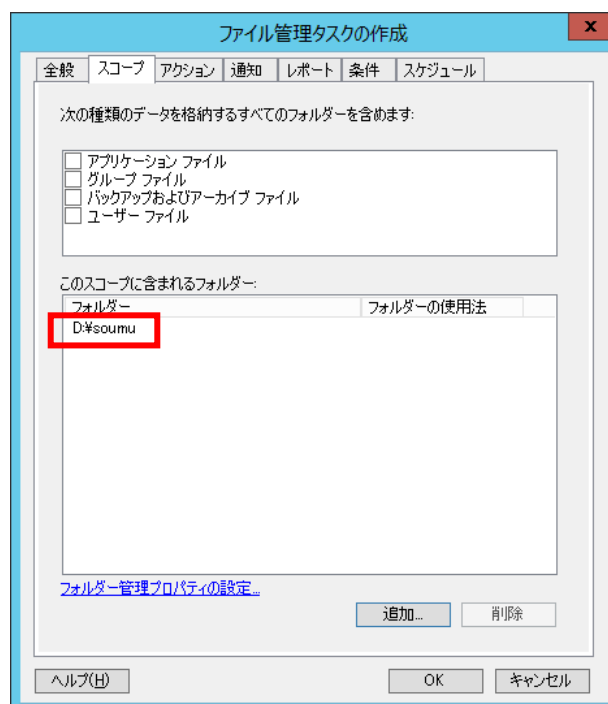 ファイル管理タスクの作成
x
全般 スコープ アクション 通知 レポート 条件 スケジュール
次の種類のデータを格納するすべてのフォルダーを含めます:
アプリケーション ファイル
グループ ファイル
バックアップおよびアーカイブ ファイル
ユーザー ファイル
このスコープに含まれるフォルダー:
フォルダー フォルダーの使用法
D:¥soumu
フォルダー管理プロパティの設定...
追加... 削除
ヘルプ(H) OK キャンセル